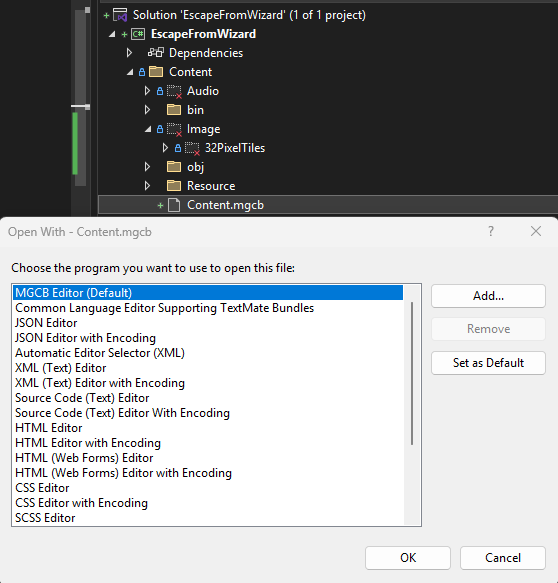 Solution 'EscapeFromWizard' (1 of 1 project)
C# EscapeFromWizard
Dependencies
Content
Audio
bin
Image
32PixelTiles
obj
Resource
Content.mgcb
Open With - Content.mgcb
?
Choose the program you want to use to open this file:
MGCB Editor (Default)
Common Language Editor Supporting TextMate Bundles
JSON Editor
JSON Editor with Encoding
Automatic Editor Selector (XML)
XML (Text) Editor
XML (Text) Editor with Encoding
Source Code (Text) Editor
Source Code (Text) Editor With Encoding
HTML Editor
HTML Editor with Encoding
HTML (Web Forms) Editor
HTML (Web Forms) Editor with Encoding
CSS Editor
CSS Editor with Encoding
SCSS Editor
Add...
Remove
Set as Default
OK
Cancel